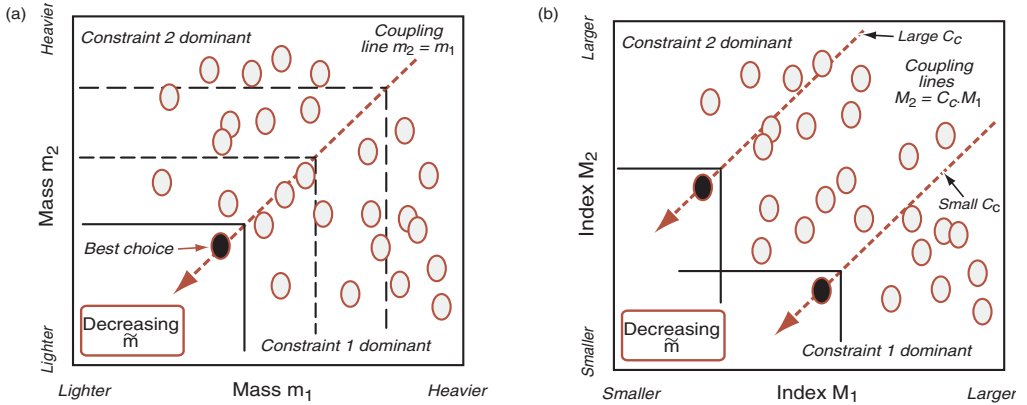 (a)
Heavier
Mass m2
Lighter
Constraint 2 dominant
Coupling
line m2 = m1
Best choice
Decreasing
m̃
Constraint 1 dominant
Lighter
Mass m1
Heavier
(b)
Larger
Index M2
Smaller
Constraint 2 dominant
Large Cc
Coupling
lines
M2 = Cc.M1
Small Cc
Decreasing
m̃
Constraint 1 dominant
Smaller
Index M1
Larger